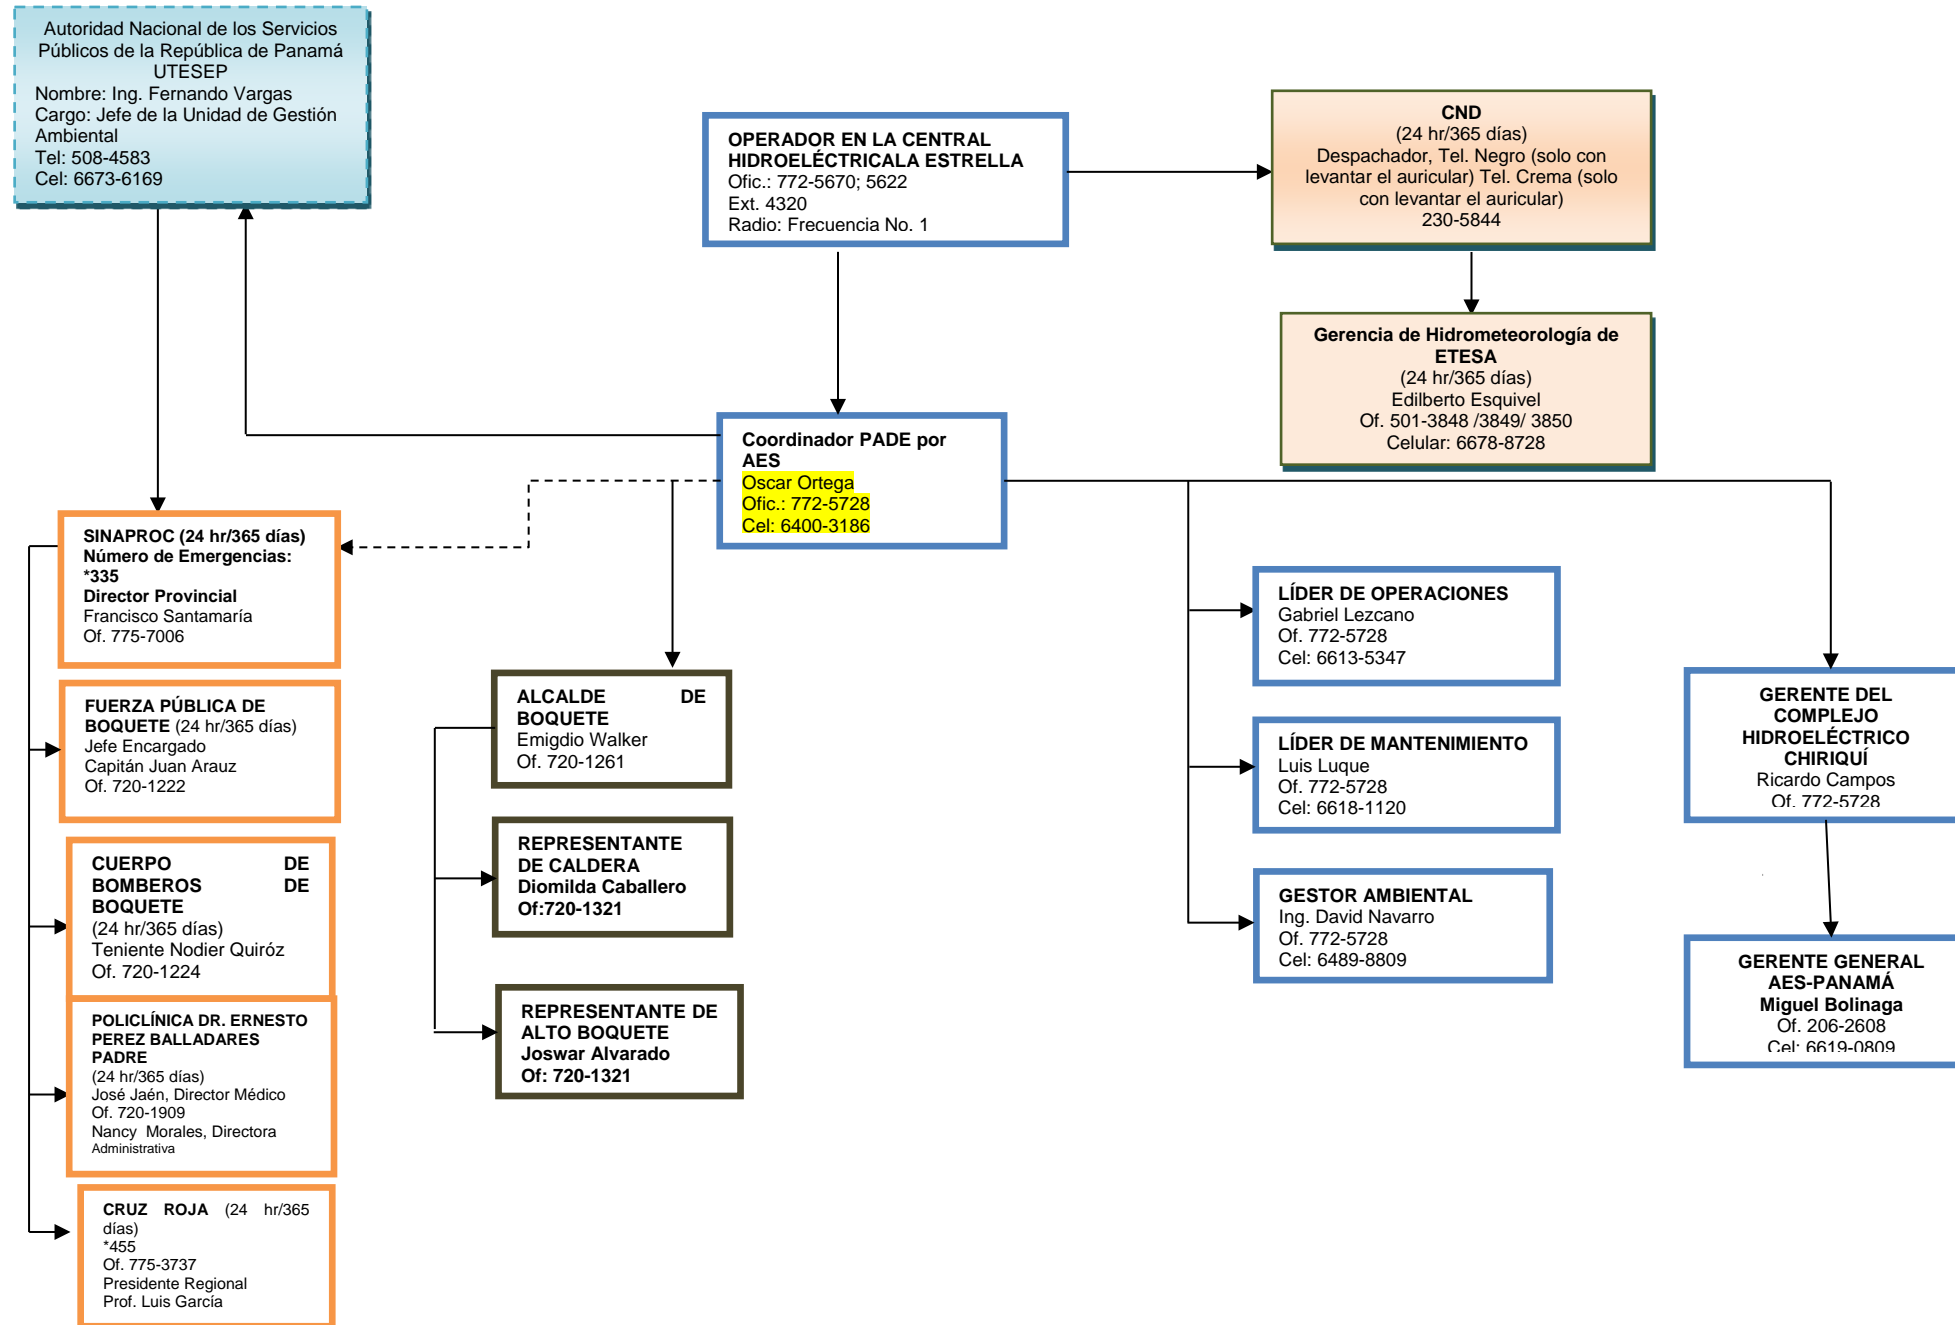 Autoridad Nacional de los Servicios
Públicos de la República de Panamá
UTESEP
Nombre: Ing. Fernando Vargas
Cargo: Jefe de la Unidad de Gestión
Ambiental
Tel: 508-4583
Cel: 6673-6169
OPERADOR EN LA CENTRAL
HIDROELÉCTRICALA ESTRELLA
Ofic.: 772-5670; 5622
Ext. 4320
Radio: Frecuencia No. 1
CND
(24 hr/365 días)
Despachador, Tel. Negro (solo con
levantar el auricular) Tel. Crema (solo
con levantar el auricular)
230-5844
Gerencia de Hidrometeorología de
ETESA
(24 hr/365 días)
Edilberto Esquivel
Of. 501-3848 /3849/ 3850
Celular: 6678-8728
Coordinador PADE por
AES
Oscar Ortega
Ofic.: 772-5728
Cel: 6400-3186
SINAPROC (24 hr/365 días)
Número de Emergencias:
*335
Director Provincial
Francisco Santamaría
Of. 775-7006
FUERZA PÚBLICA DE
BOQUETE (24 hr/365 días)
Jefe Encargado
Capitán Juan Arauz
Of. 720-1222
CUERPO DE
BOMBEROS DE
BOQUETE
(24 hr/365 días)
Teniente Nodier Quiróz
Of. 720-1224
POLICLÍNICA DR. ERNESTO
PEREZ BALLADARES
PADRE
(24 hr/365 días)
José Jaén, Director Médico
Of. 720-1909
Nancy Morales, Directora
Administrativa
CRUZ ROJA (24 hr/365
días)
*455
Of. 775-3737
Presidente Regional
Prof. Luis García
ALCALDE DE
BOQUETE
Emigdio Walker
Of. 720-1261
REPRESENTANTE
DE CALDERA
Diomilda Caballero
Of:720-1321
REPRESENTANTE DE
ALTO BOQUETE
Joswar Alvarado
Of: 720-1321
LÍDER DE OPERACIONES
Gabriel Lezcano
Of. 772-5728
Cel: 6613-5347
LÍDER DE MANTENIMIENTO
Luis Luque
Of. 772-5728
Cel: 6618-1120
GESTOR AMBIENTAL
Ing. David Navarro
Of. 772-5728
Cel: 6489-8809
GERENTE DEL
COMPLEJO
HIDROELÉCTRICO
CHIRIQUÍ
Ricardo Campos
Of. 772-5728
GERENTE GENERAL
AES-PANAMÁ
Miguel Bolinaga
Of. 206-2608
Cel: 6619-0809